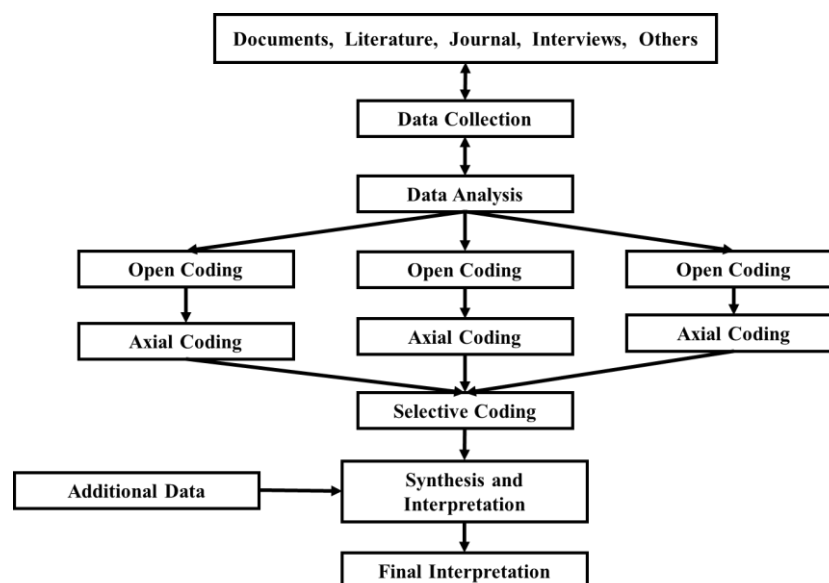 Documents, Literature, Journal, Interviews, Others
Data Collection
Data Analysis
Open Coding
Open Coding
Open Coding
Axial Coding
Axial Coding
Axial Coding
Selective Coding
Additional Data
Synthesis and
Interpretation
Final Interpretation